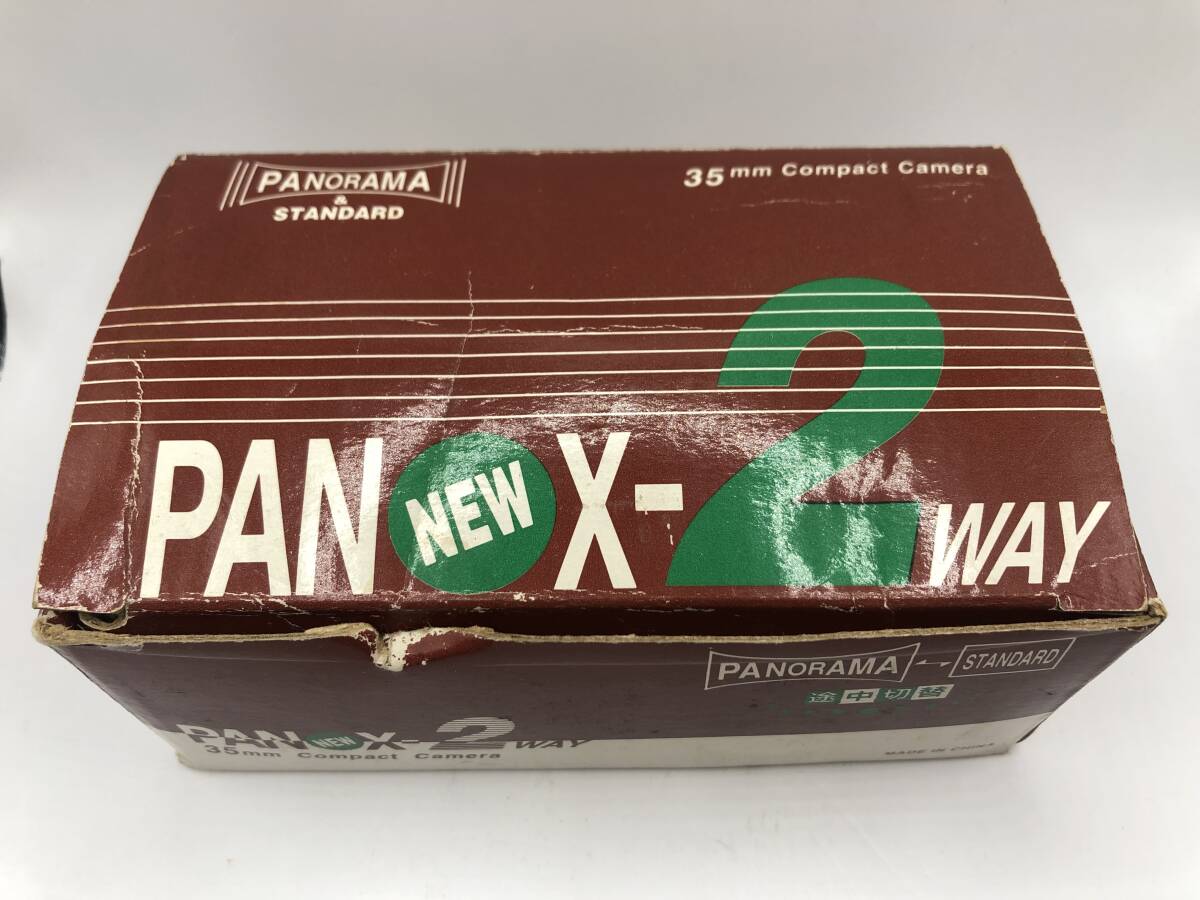 PANORAMA
&
STANDARD
35mm Compact Camera
PAN NEW X-2 WAY
PANORAMA ↔ STANDARD
途中切替
PAN NEW X-2 WAY
35mm Compact Camera
MADE IN CHINA